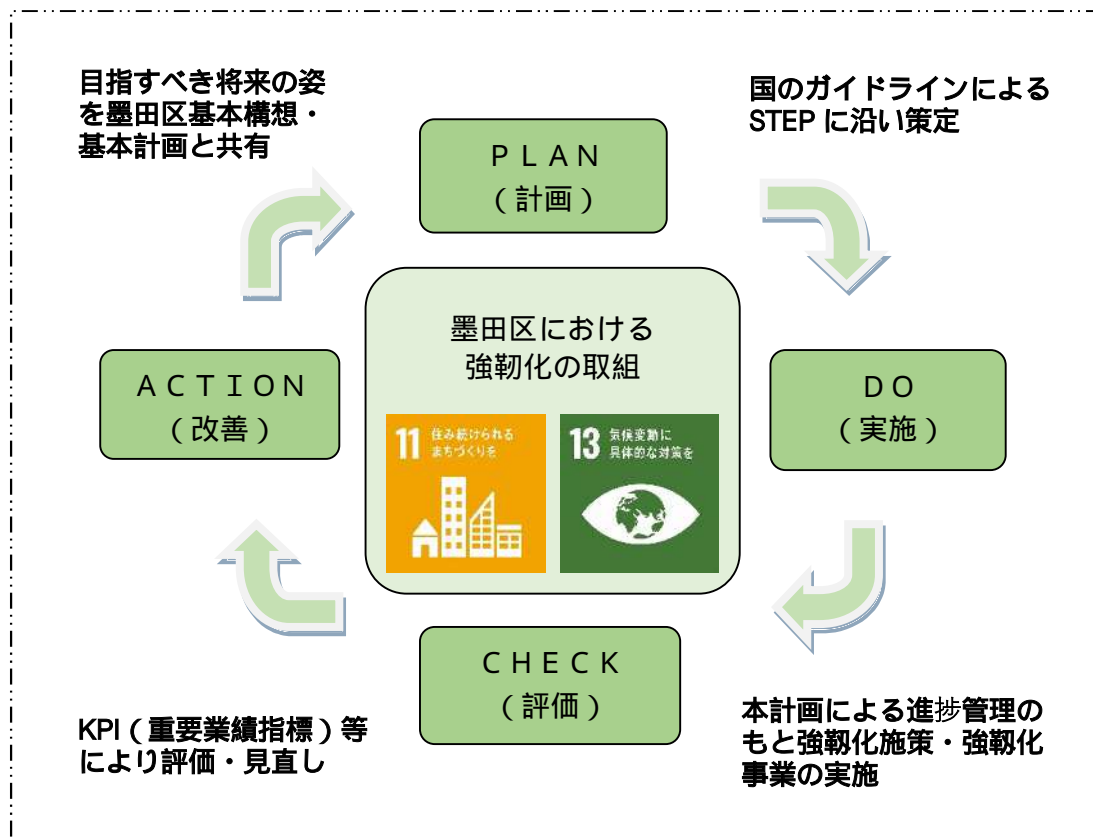 目指すべき将来の姿
を墨田区基本構想・
基本計画と共有
国のガイドラインによる
STEP に沿い策定
ＰＬＡＮ
（計画）
墨田区における
強靭化の取組
ＡＣＴＩＯＮ
（改善）
ＤＯ
（実施）
11 住み続けられる
まちづくりを
13 気候変動に
具体的な対策を
ＣＨＥＣＫ
（評価）
KPI（重要業績指標）等
により評価・見直し
本計画による進捗管理の
もと強靭化施策・強靭化
事業の実施